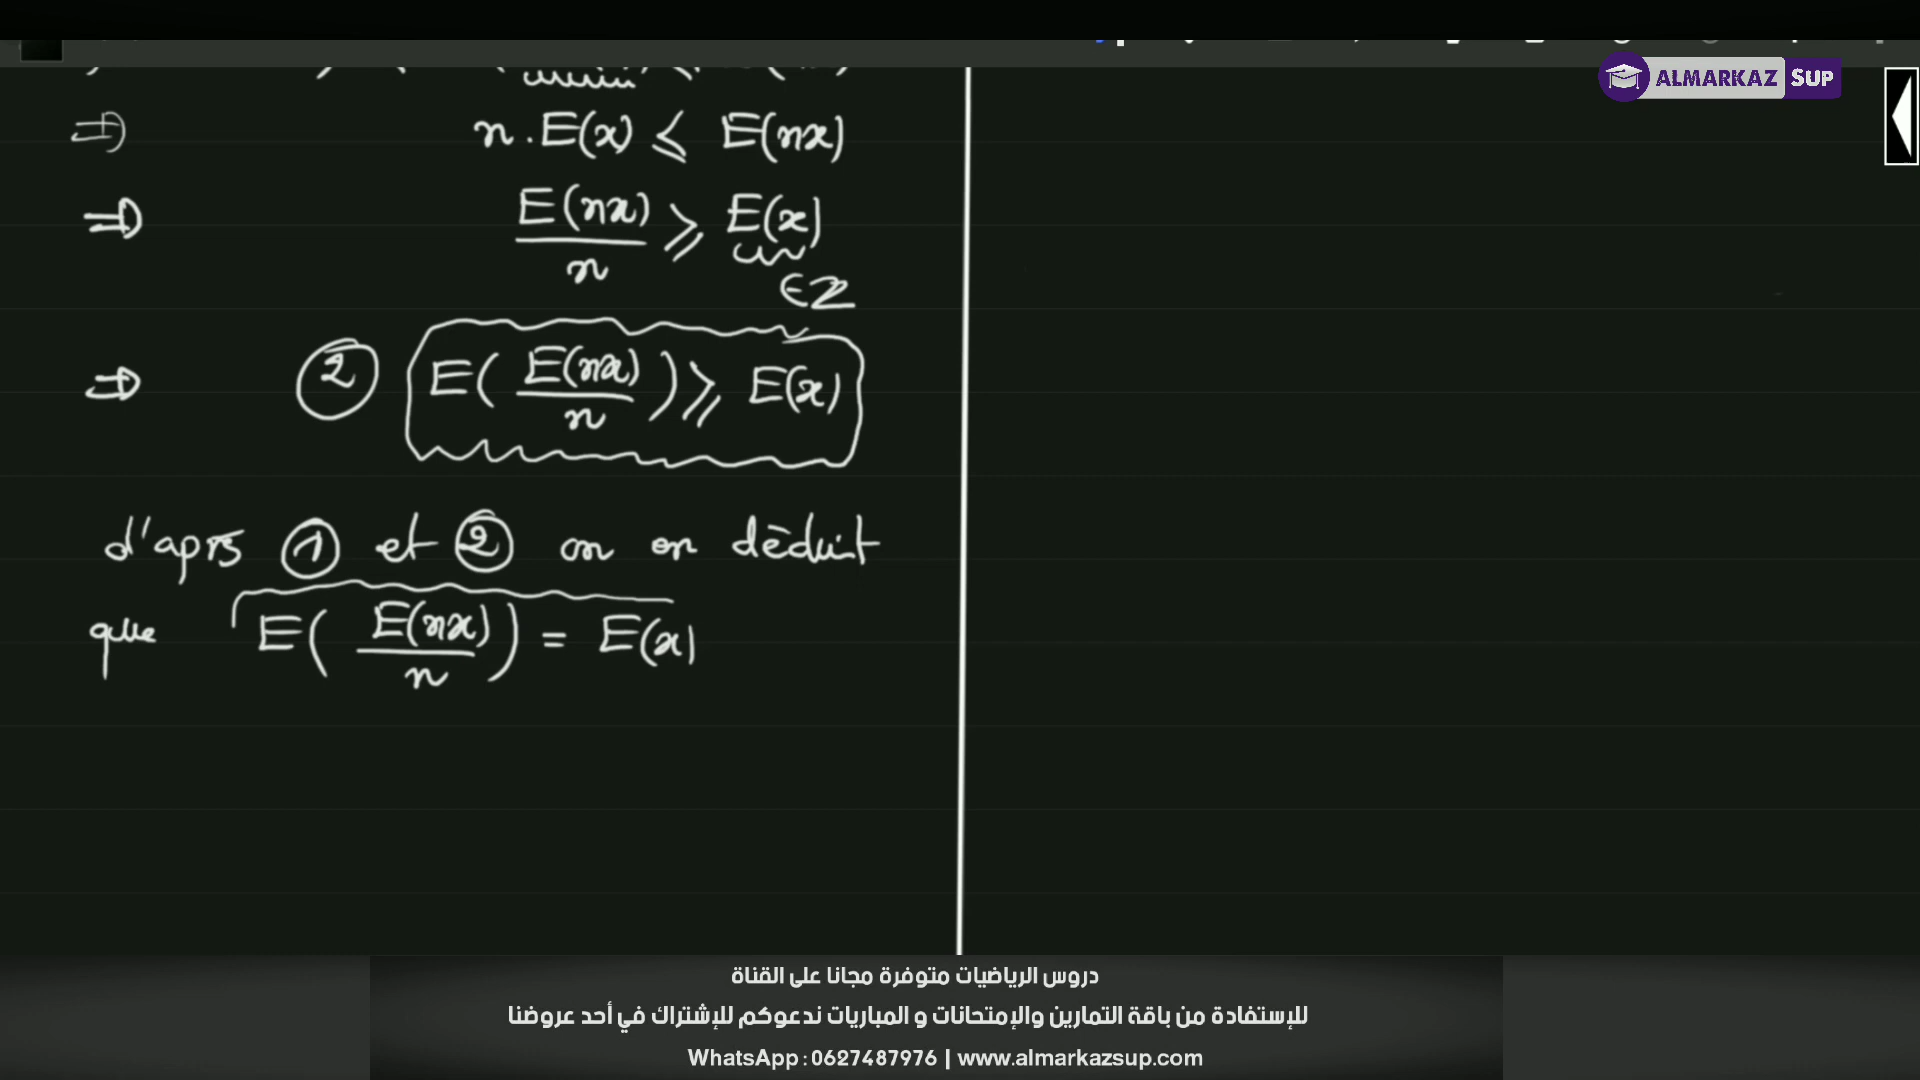 ALMARKAZ SUP
⇒ n . E(x) ⩽ E(nx)
⇒ E(nx)/n ⩾ E(x)
∈ Z
⇒ ② E( E(nx)/n ) ⩾ E(x)
d'aprs ① et ② on en déduit
que E( E(nx)/n ) = E(x)
دروس الرياضيات متوفرة مجانا على القناة
للإستفادة من باقة التمارين والإمتحانات و المباريات ندعوكم للإشتراك في أحد عروضنا
WhatsApp : 0627487976 | www.almarkazsup.com